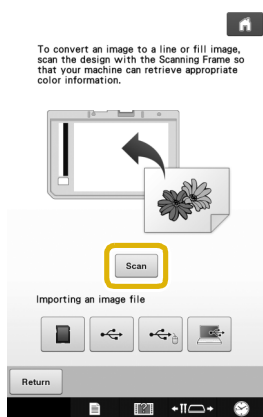 To convert an image to a line or fill image,
scan the design with the Scanning Frame so
that your machine can retrieve appropriate
color information.
Scan
Importing an image file
Return